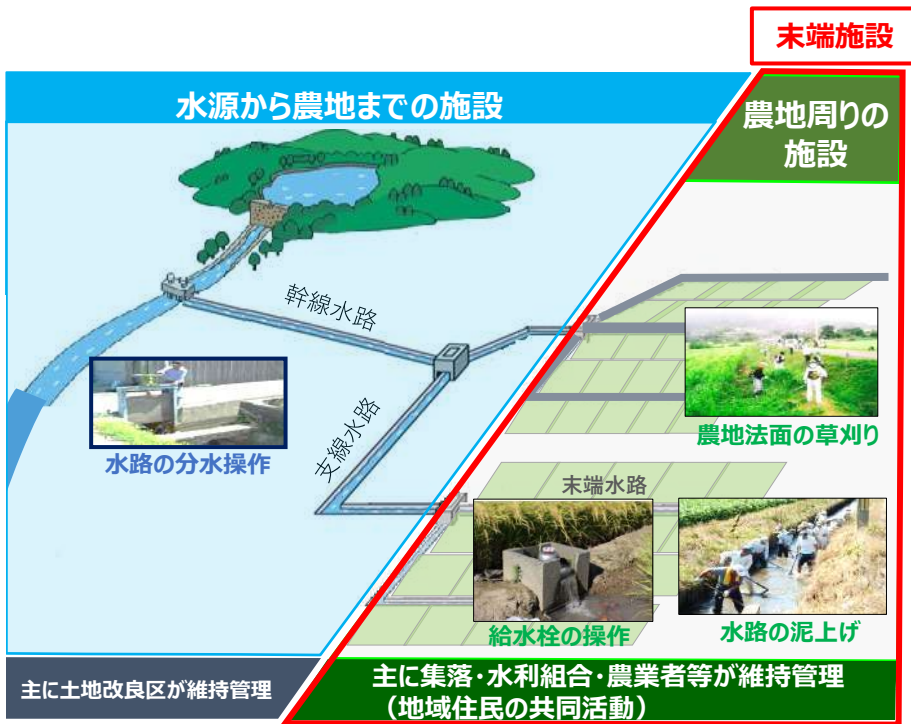 末端施設
水源から農地までの施設
農地周りの
施設
幹線水路
支線水路
水路の分水操作
農地法面の草刈り
末端水路
給水栓の操作
水路の泥上げ
主に土地改良区が維持管理
主に集落・水利組合・農業者等が維持管理
（地域住民の共同活動）